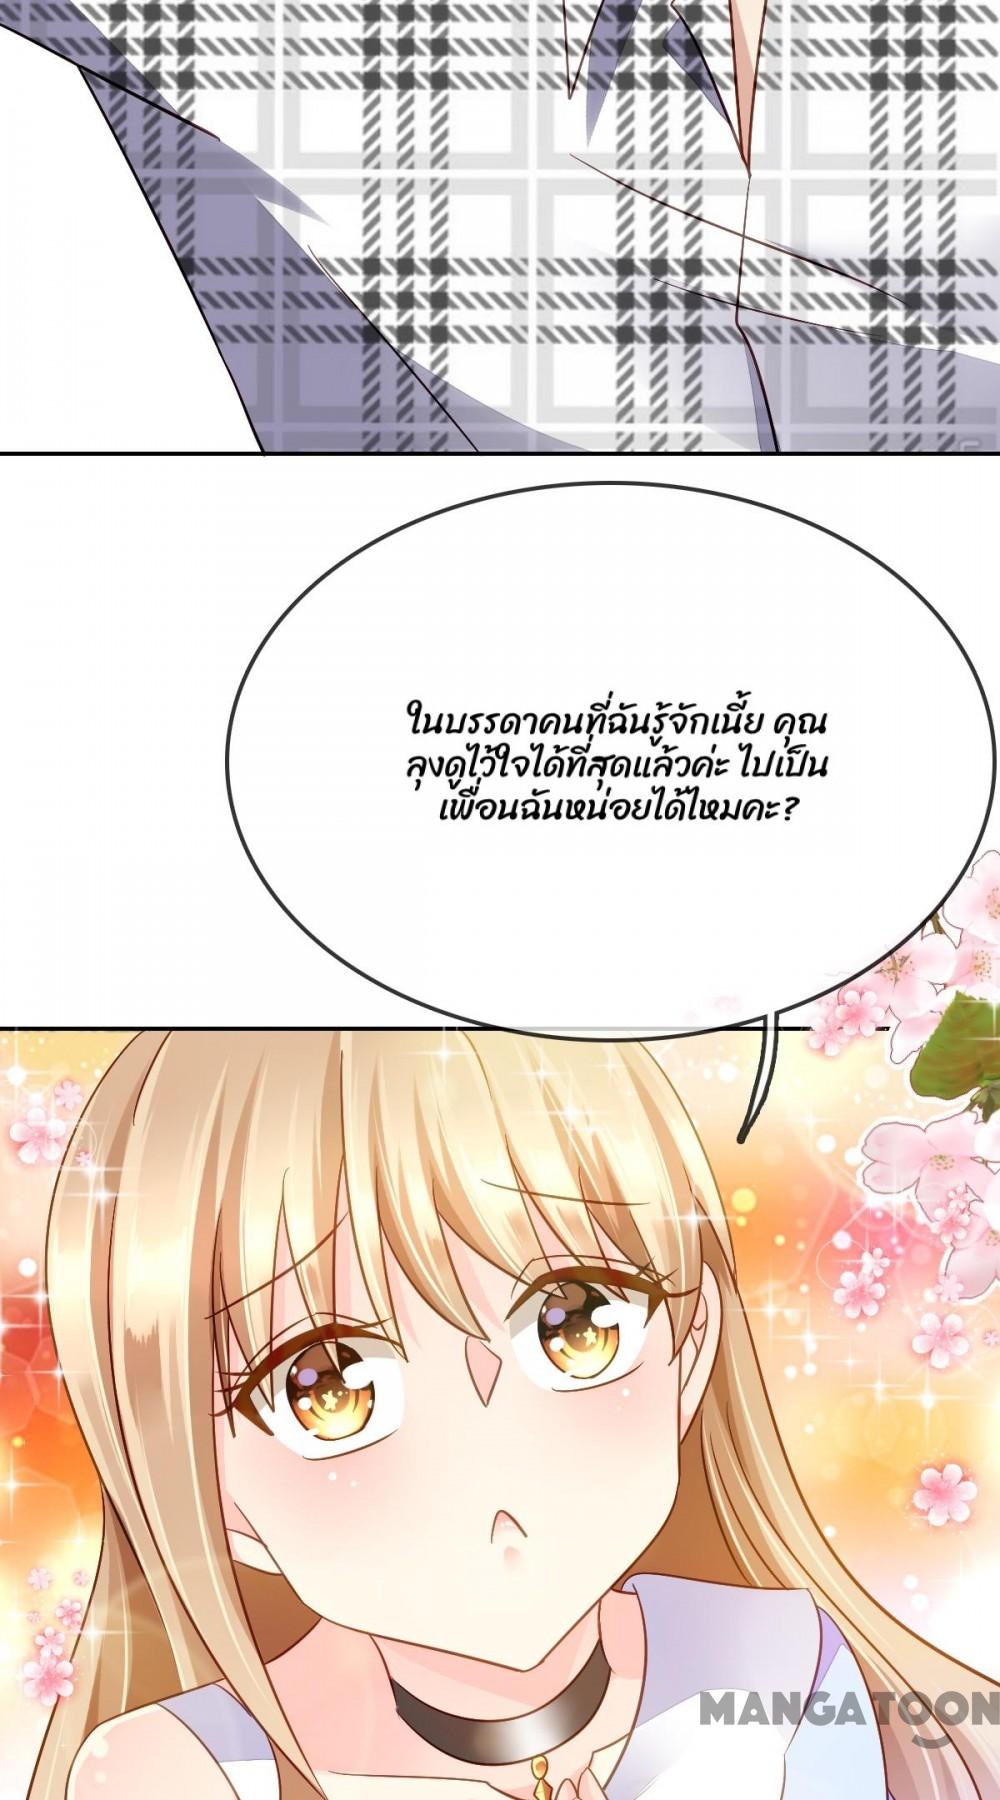 ในบรรดาคนที่ฉันรู้จักเนี้ย คุณ
ลุงดูไว้ใจได้ที่สุดแล้วค่ะ ไปเป็น
เพื่อนฉันหน่อยได้ไหมคะ?
MANGATOON